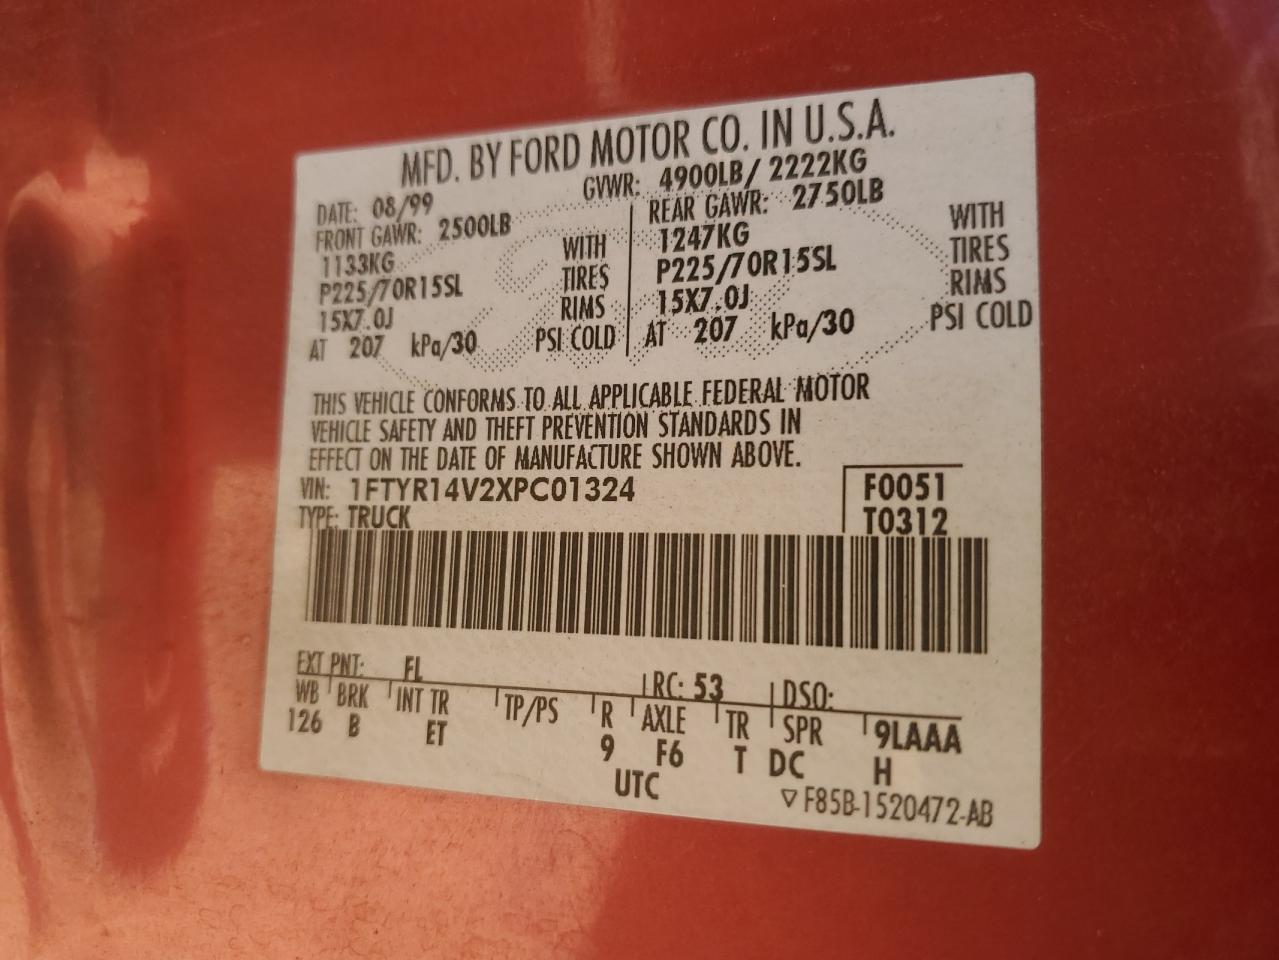 MFD. BY FORD MOTOR CO. IN U.S.A.
DATE: 08/99 GVWR: 4900LB/ 2222KG
FRONT GAWR: 2500LB REAR GAWR: 2750LB
1133KG WITH 1247KG WITH
P225/70R15SL TIRES P225/70R15SL TIRES
15X7.0J RIMS 15X7.0J RIMS
AT 207 kPa/30 PSI COLD AT 207 kPa/30 PSI COLD
THIS VEHICLE CONFORMS TO ALL APPLICABLE FEDERAL MOTOR
VEHICLE SAFETY AND THEFT PREVENTION STANDARDS IN
EFFECT ON THE DATE OF MANUFACTURE SHOWN ABOVE.
VIN: 1FTYR14V2XPC01324 F0051
TYPE: TRUCK T0312
EXT PNT: FL RC: 53 DSO:
WB BRK INT TR TP/PS R AXLE TR SPR 9LAAA
126 B ET 9 F6 T DC H
UTC
▽F85B-1520472-AB